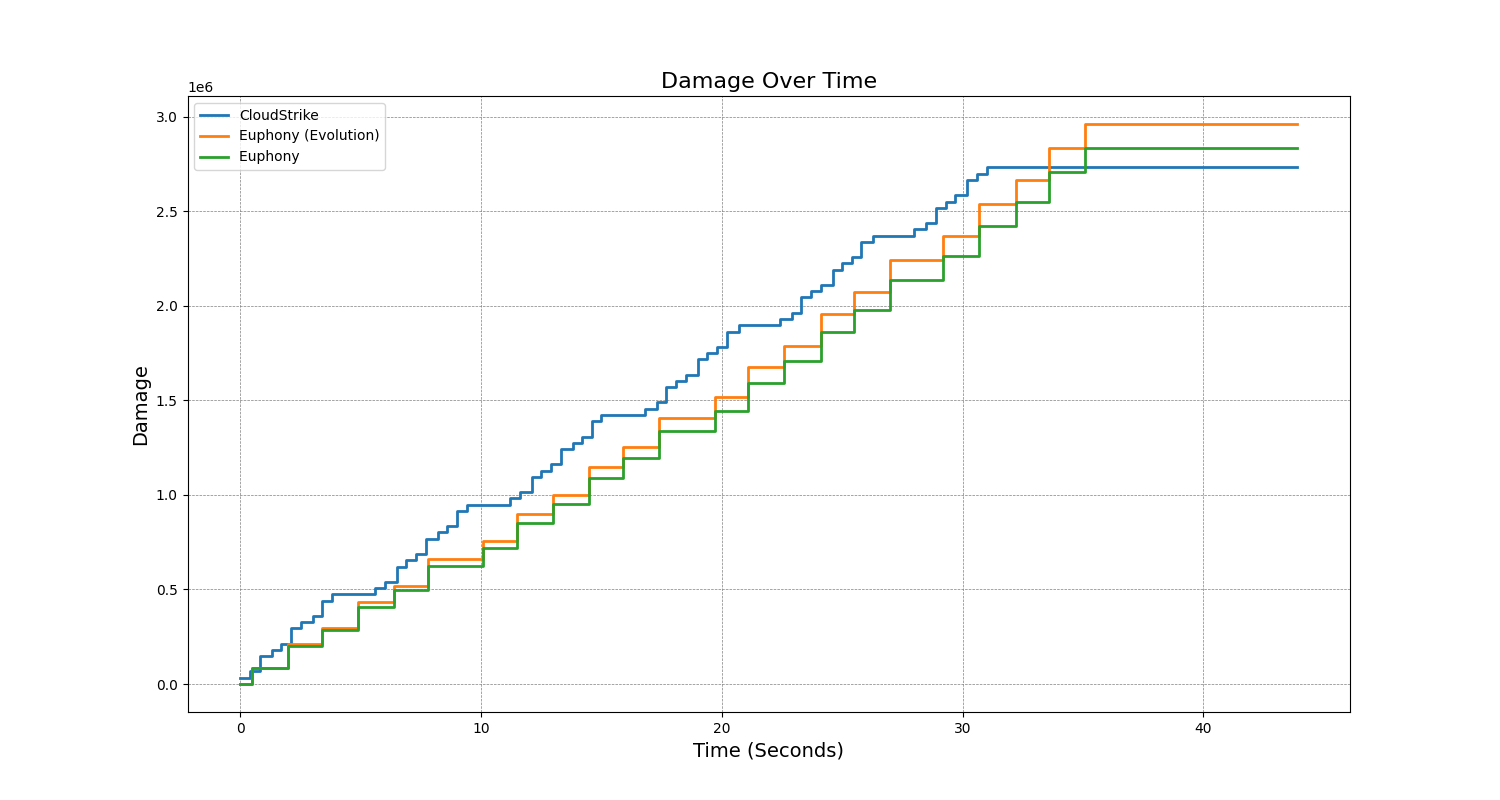 Damage Over Time
1e6
CloudStrike
Euphony (Evolution)
Euphony
3.0
2.5
2.0
1.5
1.0
0.5
0.0
Damage
0 10 20 30 40
Time (Seconds)